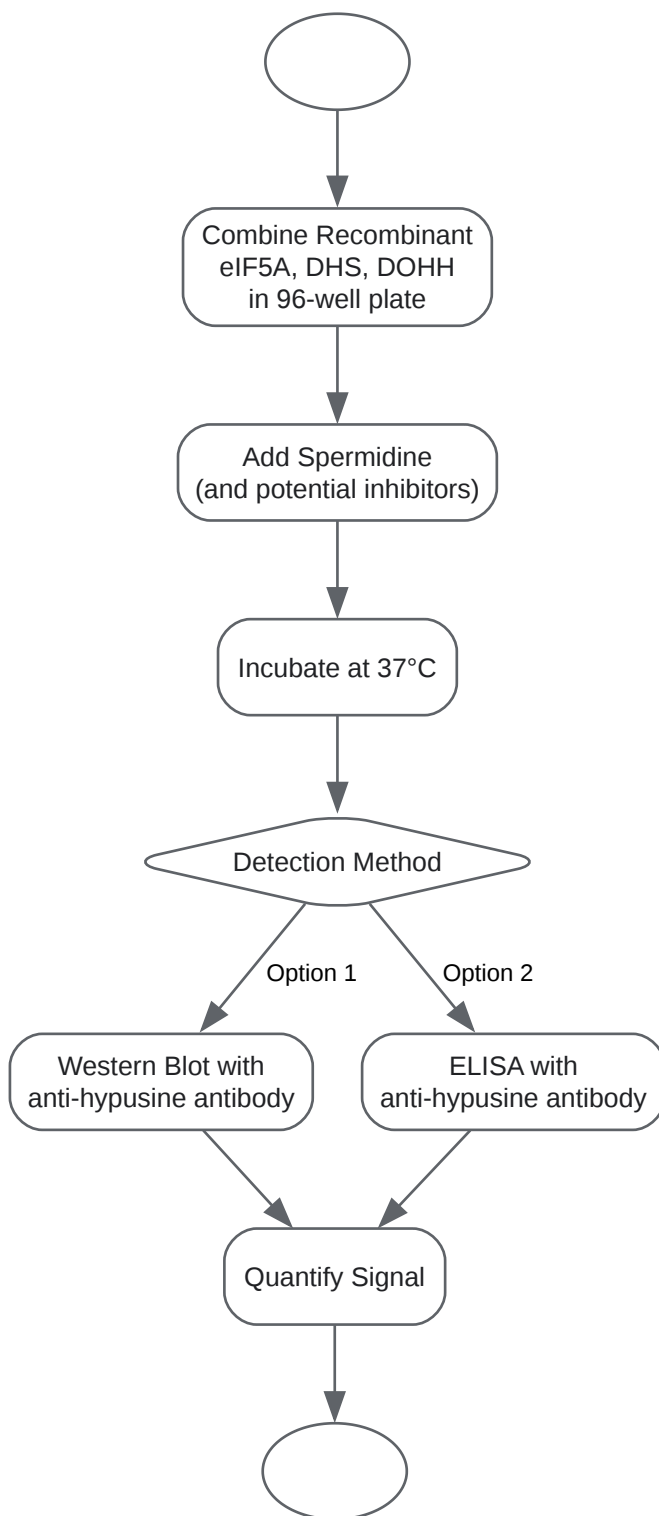 Combine Recombinant
eIF5A, DHS, DOHH
in 96-well plate
Add Spermidine
(and potential inhibitors)
Incubate at 37°C
Detection Method
Option 1
Option 2
Western Blot with
anti-hypusine antibody
ELISA with
anti-hypusine antibody
Quantify Signal